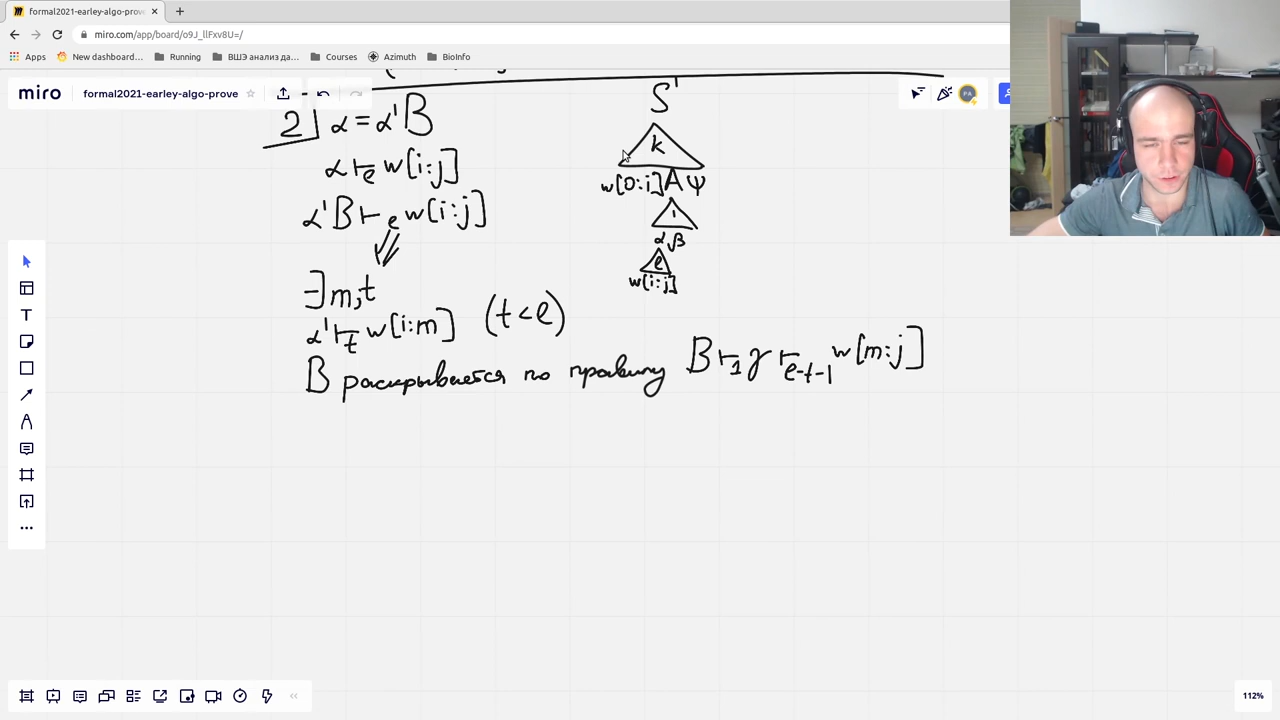 formal2021-earley-algo-prove
miro.com/app/board/o9J_llFxv8U=/
Apps
New dashboard...
Running
ВШЭ анализ да...
Courses
Azimuth
BioInfo
miro
formal2021-earley-algo-prove
PA
2] α = α'B
α ⊢e w[i:j]
α'B ⊢e w[i:j]
∃m,t
α' ⊢t w[i:m] (t<e)
B раскрывается по правилу B ⊢1 γ ⊢e-t-1 w[m:j]
S'
k
w[0:i] A ψ
1
α β
e
w[i:j]
112%